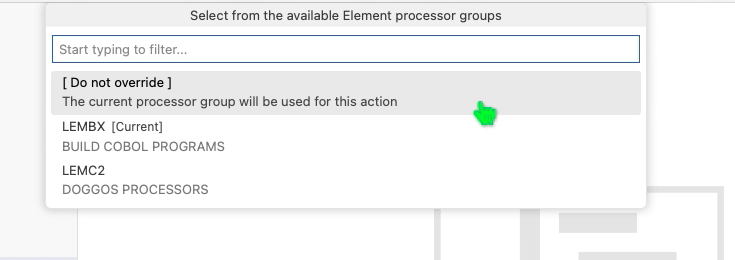 Select from the available Element processor groups
Start typing to filter...
[ Do not override ]
The current processor group will be used for this action
LEMBX [Current]
BUILD COBOL PROGRAMS
LEMC2
DOGGOS PROCESSORS